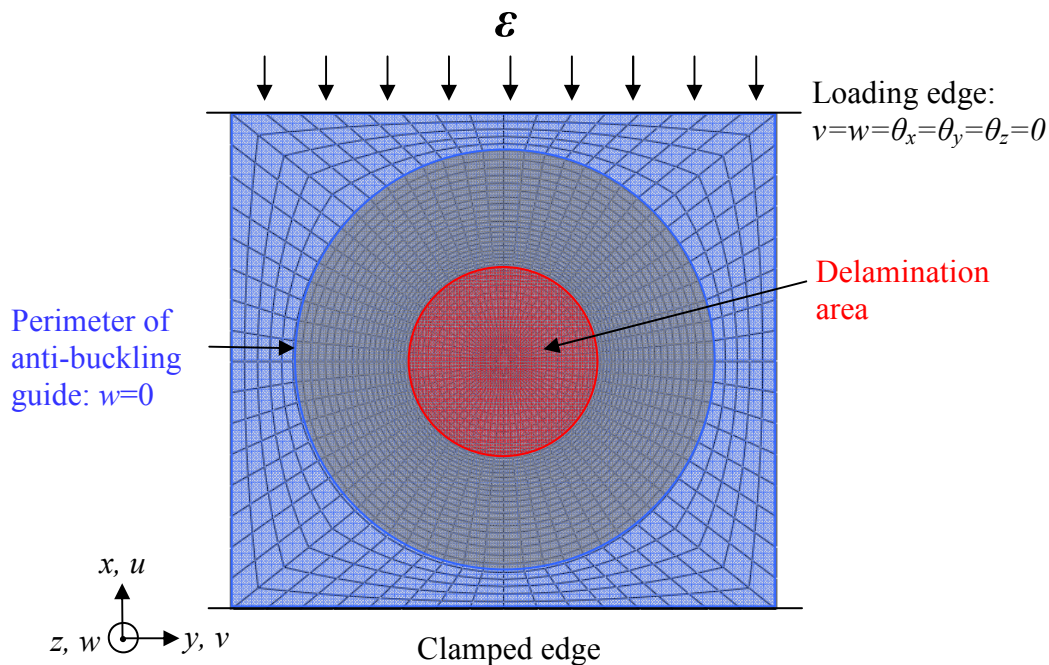 ε
Loading edge:
v=w=θx=θy=θz=0
Delamination
area
Perimeter of
anti-buckling
guide: w=0
x, u
z, w
y, v
Clamped edge